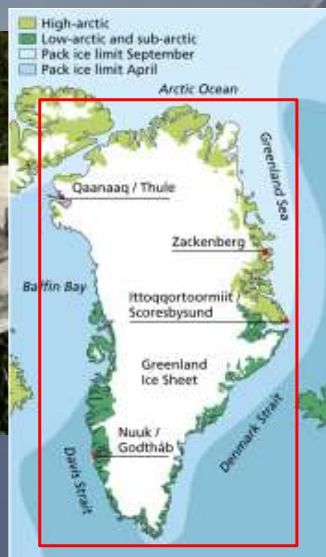 High-arctic
Low-arctic and sub-arctic
Pack ice limit September
Pack ice limit April
Arctic Ocean
Greenland Sea
Qaanaaq / Thule
Zackenberg
Baffin Bay
Ittoqqortoormiit /
Scoresbysund
Greenland
Ice Sheet
Nuuk /
Godthåb
Denmark Strait
Davis Strait